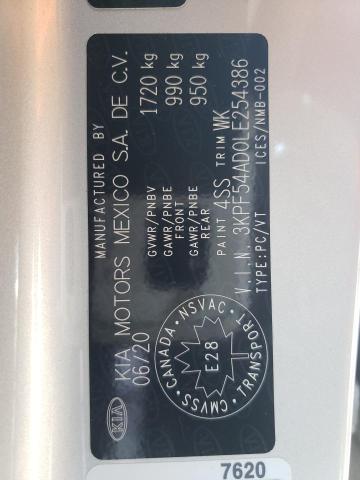 MANUFACTURED BY
KIA KIA MOTORS MEXICO S.A. DE C.V.
06/20
GVWR/PNBV 1720 kg
GAWR/PNBE FRONT 990 kg
GAWR/PNBE REAR 950 kg
PAINT 4SS TRIM WK
V.I.N. 3KPF54AD0LE254386
TYPE:PC/VT ICES/NMB-002
CANADA · NSVAC · TRANSPORT · CMVSS
E28
7620